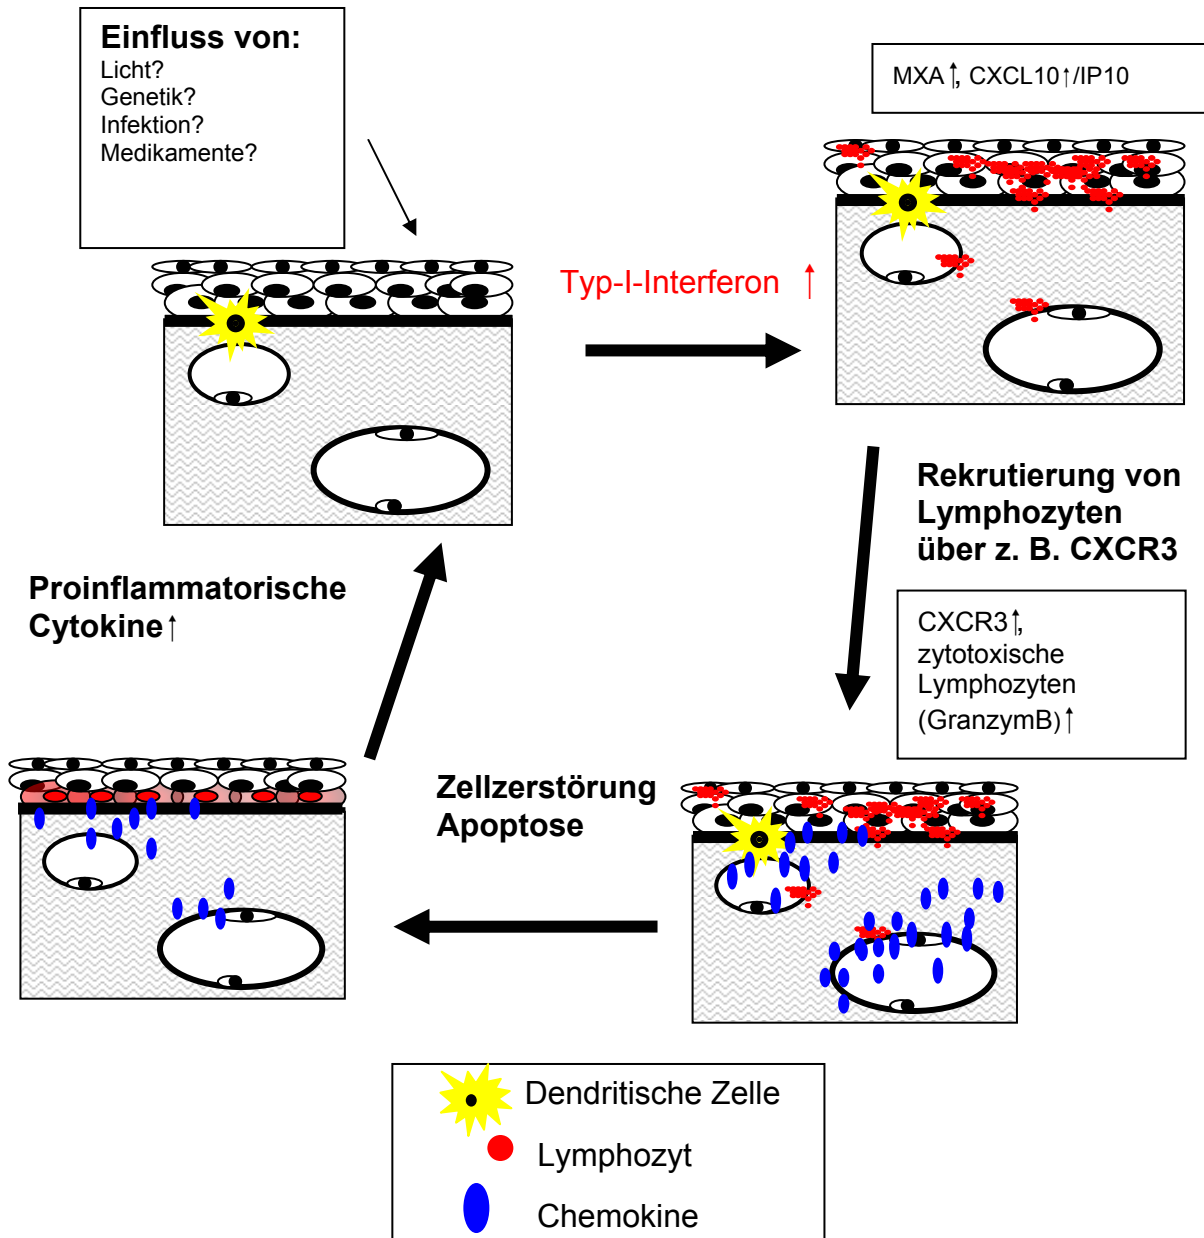 Einfluss von:
Licht?
Genetik?
Infektion?
Medikamente?
MXA↑, CXCL10↑/IP10
Typ-I-Interferon ↑
Rekrutierung von
Lymphozyten
über z. B. CXCR3
CXCR3↑,
zytotoxische
Lymphozyten
(GranzymB)↑
Proinflammatorische
Cytokine↑
Zellzerstörung
Apoptose
Dendritische Zelle
Lymphozyt
Chemokine